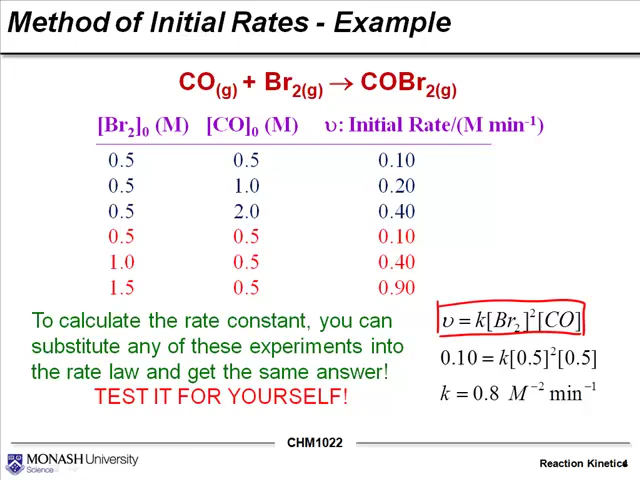 Method of Initial Rates - Example
CO(g) + Br2(g) → COBr2(g)
[Br2]0 (M) [CO]0 (M) υ: Initial Rate/(M min-1)
0.5 0.5 0.10
0.5 1.0 0.20
0.5 2.0 0.40
0.5 0.5 0.10
1.0 0.5 0.40
1.5 0.5 0.90
To calculate the rate constant, you can
substitute any of these experiments into
the rate law and get the same answer!
TEST IT FOR YOURSELF!
υ = k[Br2]2[CO]
0.10 = k[0.5]2[0.5]
k = 0.8 M−2 min−1
CHM1022
MONASH University
Science
Reaction Kinetics